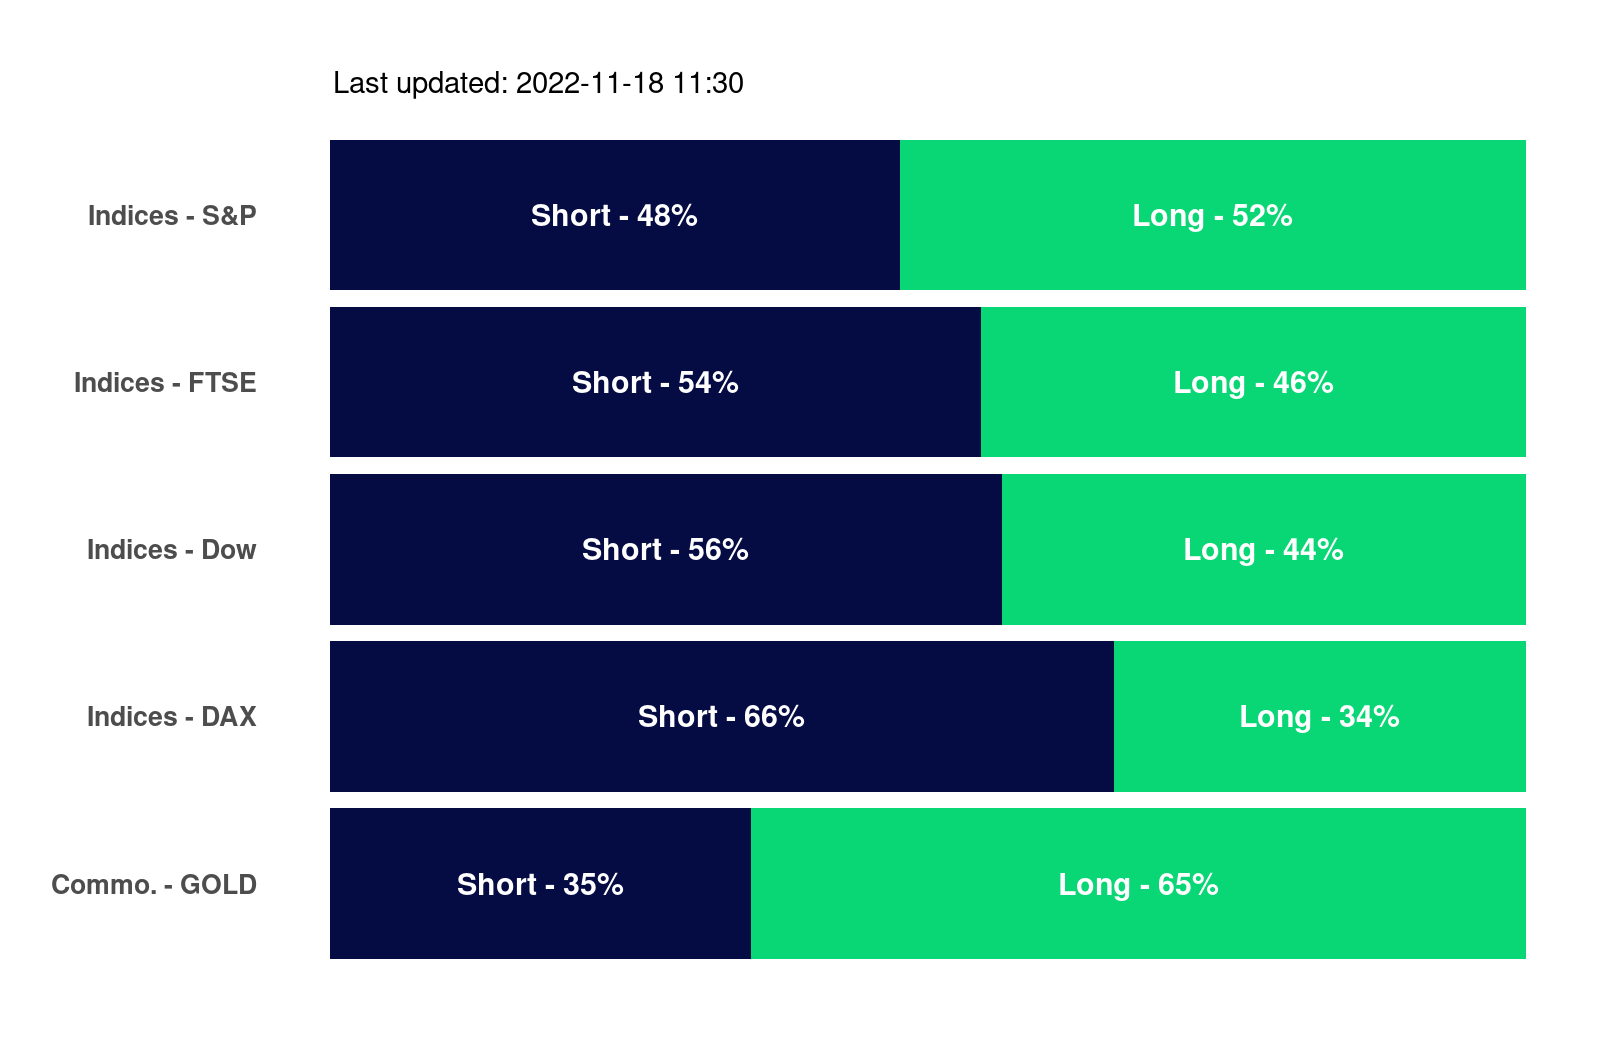 Last updated: 2022-11-18 11:30
Indices - S&P Short - 48% Long - 52%
Indices - FTSE Short - 54% Long - 46%
Indices - Dow Short - 56% Long - 44%
Indices - DAX Short - 66% Long - 34%
Commo. - GOLD Short - 35% Long - 65%